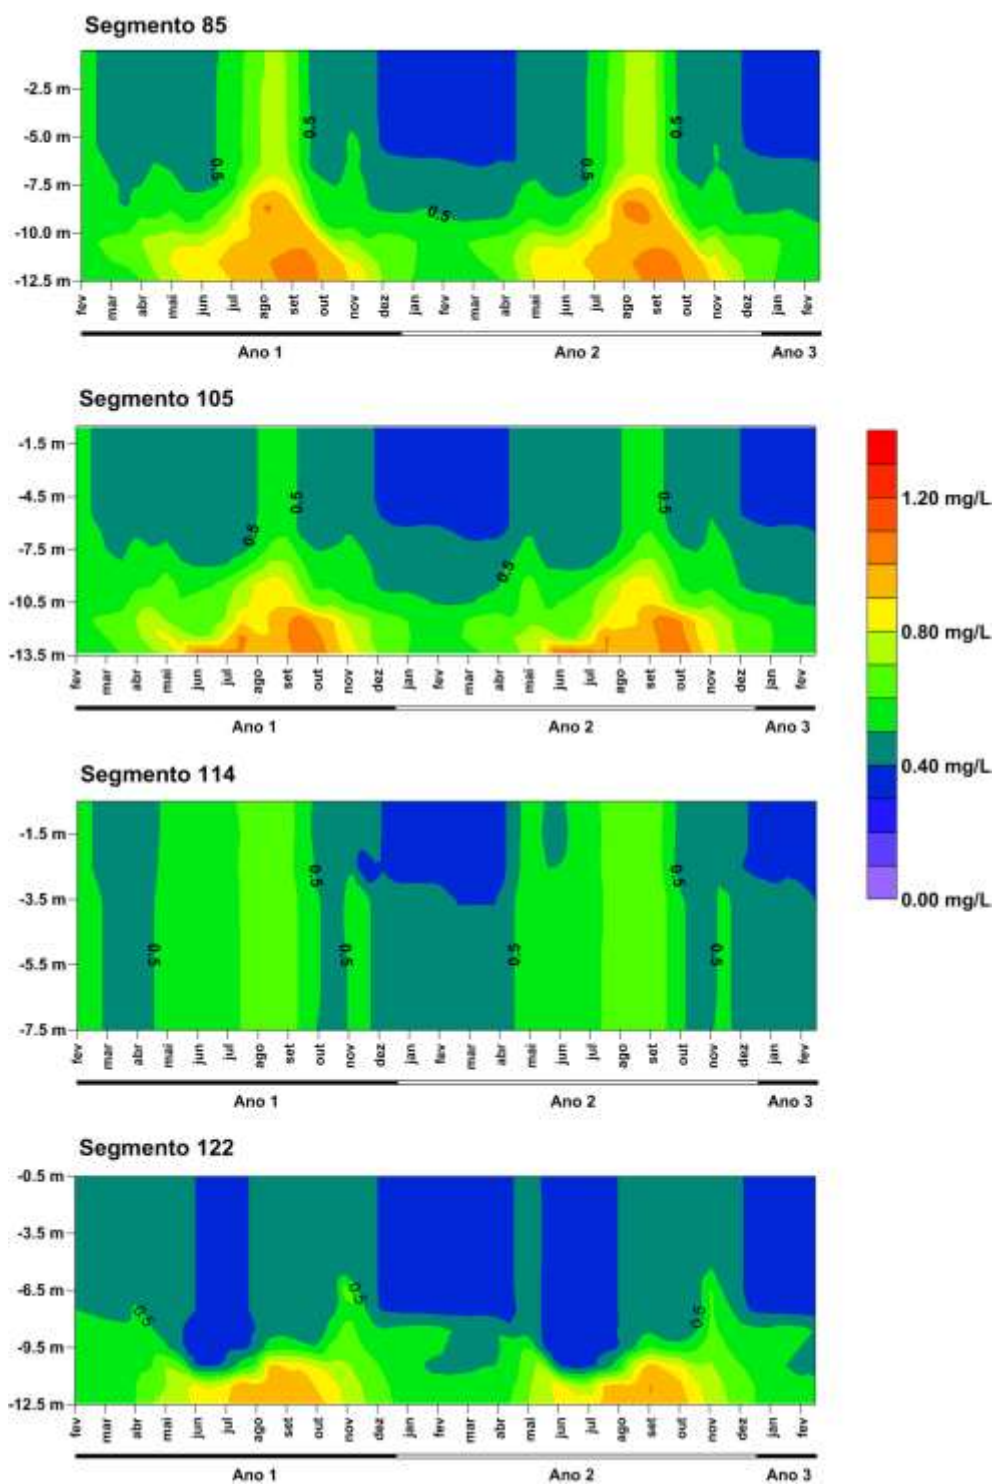 Segmento 85
-2.5 m
-5.0 m
-7.5 m
-10.0 m
-12.5 m
0.5
0.5
0.5
0.5
0.5
0.5
fev mar abr mai jun jul ago set out nov dez jan fev mar abr mai jun jul ago set out nov dez jan fev
Ano 1 Ano 2 Ano 3
Segmento 105
-1.5 m
-4.5 m
-7.5 m
-10.5 m
-13.5 m
0.5
0.5
0.5
0.5
fev mar abr mai jun jul ago set out nov dez jan fev mar abr mai jun jul ago set out nov dez jan fev
Ano 1 Ano 2 Ano 3
1.20 mg/L
0.80 mg/L
0.40 mg/L
0.00 mg/L
Segmento 114
-1.5 m
-3.5 m
-5.5 m
-7.5 m
0.5
0.5
0.5
0.5
0.5
0.5
fev mar abr mai jun jul ago set out nov dez jan fev mar abr mai jun jul ago set out nov dez jan fev
Ano 1 Ano 2 Ano 3
Segmento 122
-0.5 m
-3.5 m
-6.5 m
-9.5 m
-12.5 m
0.5
0.5
0.5
fev mar abr mai jun jul ago set out nov dez jan fev mar abr mai jun jul ago set out nov dez jan fev
Ano 1 Ano 2 Ano 3